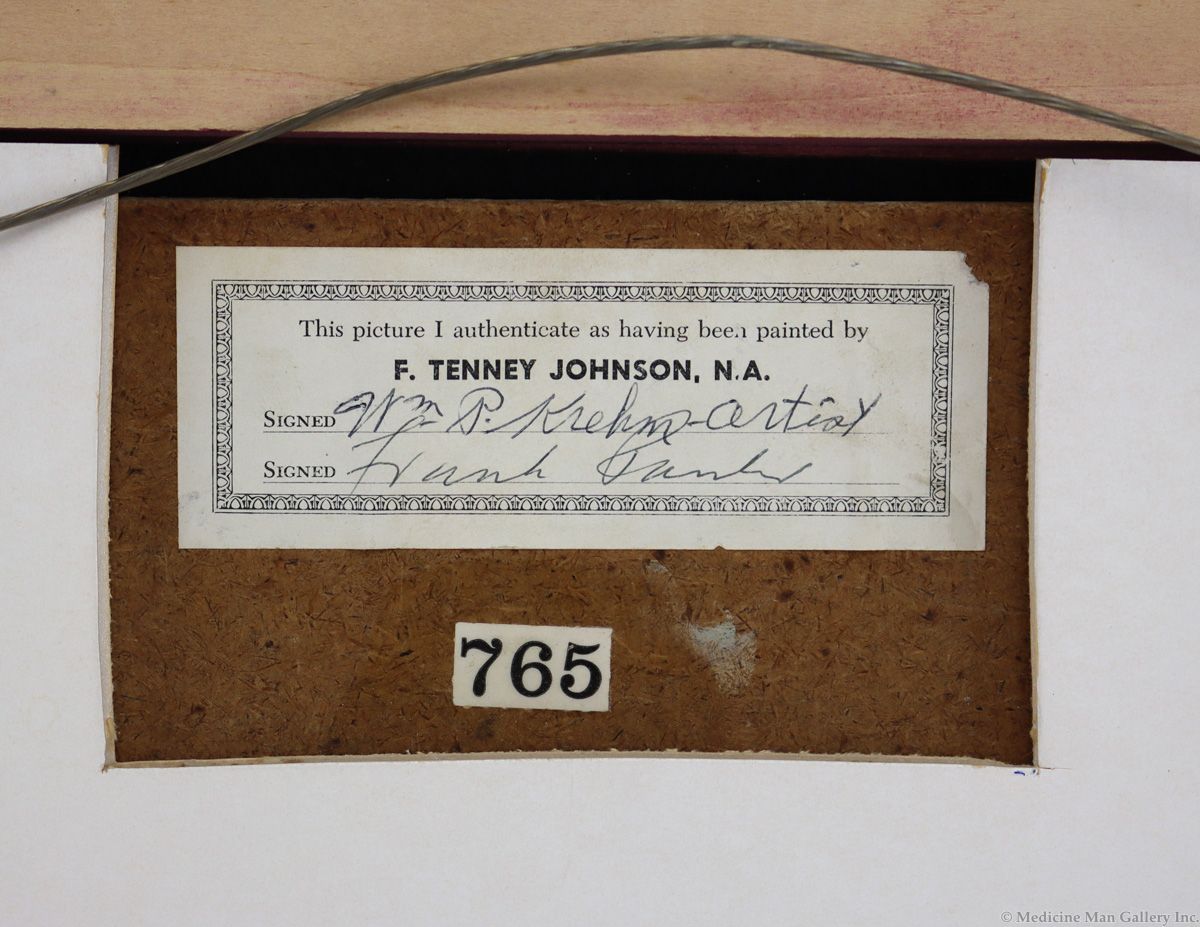 This picture I authenticate as having been painted by
F. TENNEY JOHNSON, N.A.
SIGNED Wm P. Krehm-Artist
SIGNED Frank
765
© Medicine Man Gallery Inc.